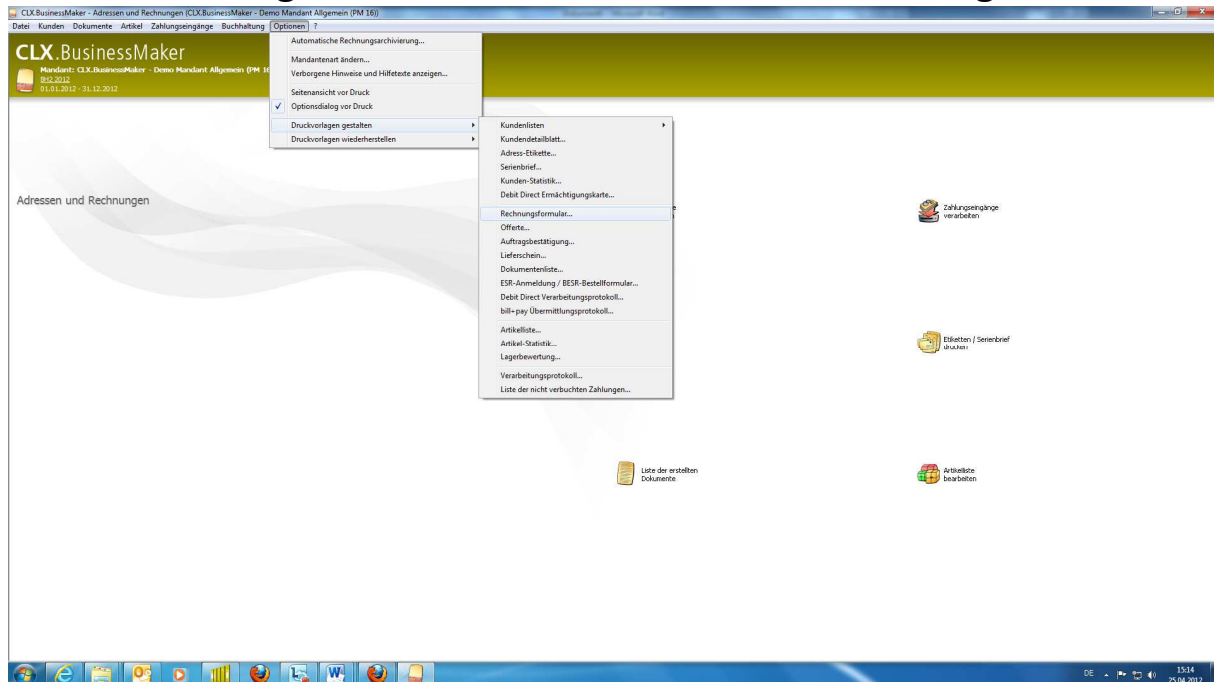 CLX.BusinessMaker - Adressen und Rechnungen (CLX.BusinessMaker - Demo Mandant Allgemein (PM 16))
Datei Kunden Dokumente Artikel Zahlungseingänge Buchhaltung Optionen ?
CLX.BusinessMaker
Mandant: CLX.BusinessMaker - Demo Mandant Allgemein (PM 16
BH2 2012
01.01.2012 - 31.12.2012
Automatische Rechnungsarchivierung...
Mandantenart ändern...
Verborgene Hinweise und Hilfetexte anzeigen...
Seitenansicht vor Druck
Optionsdialog vor Druck
Druckvorlagen gestalten
Druckvorlagen wiederherstellen
Kundenlisten
Kundendetailblatt...
Adress-Etikette...
Serienbrief...
Kunden-Statistik...
Debit Direct Ermächtigungskarte...
Rechnungsformular...
Offerte...
Auftragsbestätigung...
Lieferschein...
Dokumentenliste...
ESR-Anmeldung / BESR-Bestellformular...
Debit Direct Verarbeitungsprotokoll...
bill+pay Übermittlungsprotokoll...
Artikelliste...
Artikel-Statistik...
Lagerbewertung...
Verarbeitungsprotokoll...
Liste der nicht verbuchten Zahlungen...
Adressen und Rechnungen
Zahlungseingänge
verarbeiten
Etiketten / Serienbrief
drucken
Liste der erstellten
Dokumente
Artikelliste
bearbeiten
DE
15:14
25.04.2012